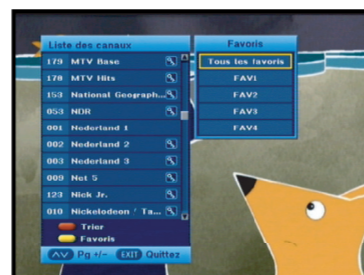 Liste des canaux
179 MTV Base
178 MTV Hits
153 National Geograph...
053 NDR
001 Nederland 1
002 Nederland 2
003 Nederland 3
009 Net 5
123 Nick Jr.
010 Nickelodeon / Ta...
Trier
Favoris
Pg +/- EXIT Quittez
Favoris
Tous les favoris
FAV1
FAV2
FAV3
FAV4